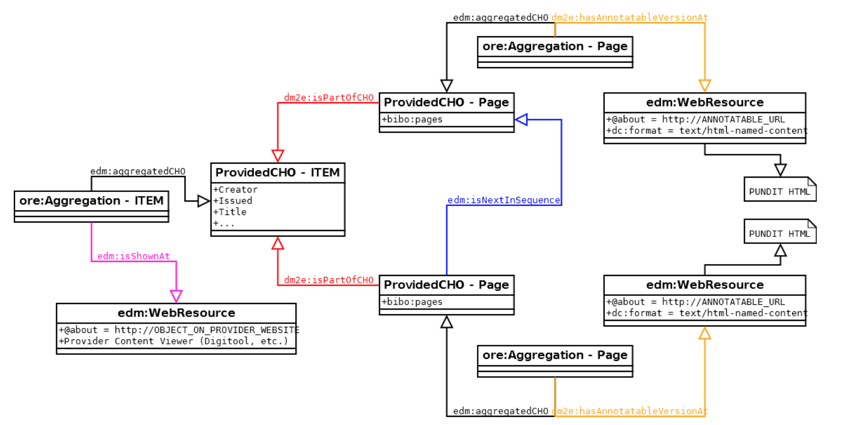 edm:aggregatedCHO
dm2e:hasAnnotatableVersionAt
ore:Aggregation - Page
dm2e:isPartOfCHO
ProvidedCHO - Page
+bibo:pages
edm:WebResource
+@about = http://ANNOTATABLE_URL
+dc:format = text/html-named-content
edm:aggregatedCHO
ProvidedCHO - ITEM
+Creator
+Issued
+Title
+...
ore:Aggregation - ITEM
PUNDIT HTML
edm:isNextInSequence
PUNDIT HTML
edm:isShownAt
dm2e:isPartOfCHO
ProvidedCHO - Page
+bibo:pages
edm:WebResource
+@about = http://ANNOTATABLE_URL
+dc:format = text/html-named-content
edm:WebResource
+@about = http://OBJECT_ON_PROVIDER_WEBSITE
+Provider Content Viewer (Digitool, etc.)
ore:Aggregation - Page
edm:aggregatedCHO
dm2e:hasAnnotatableVersionAt